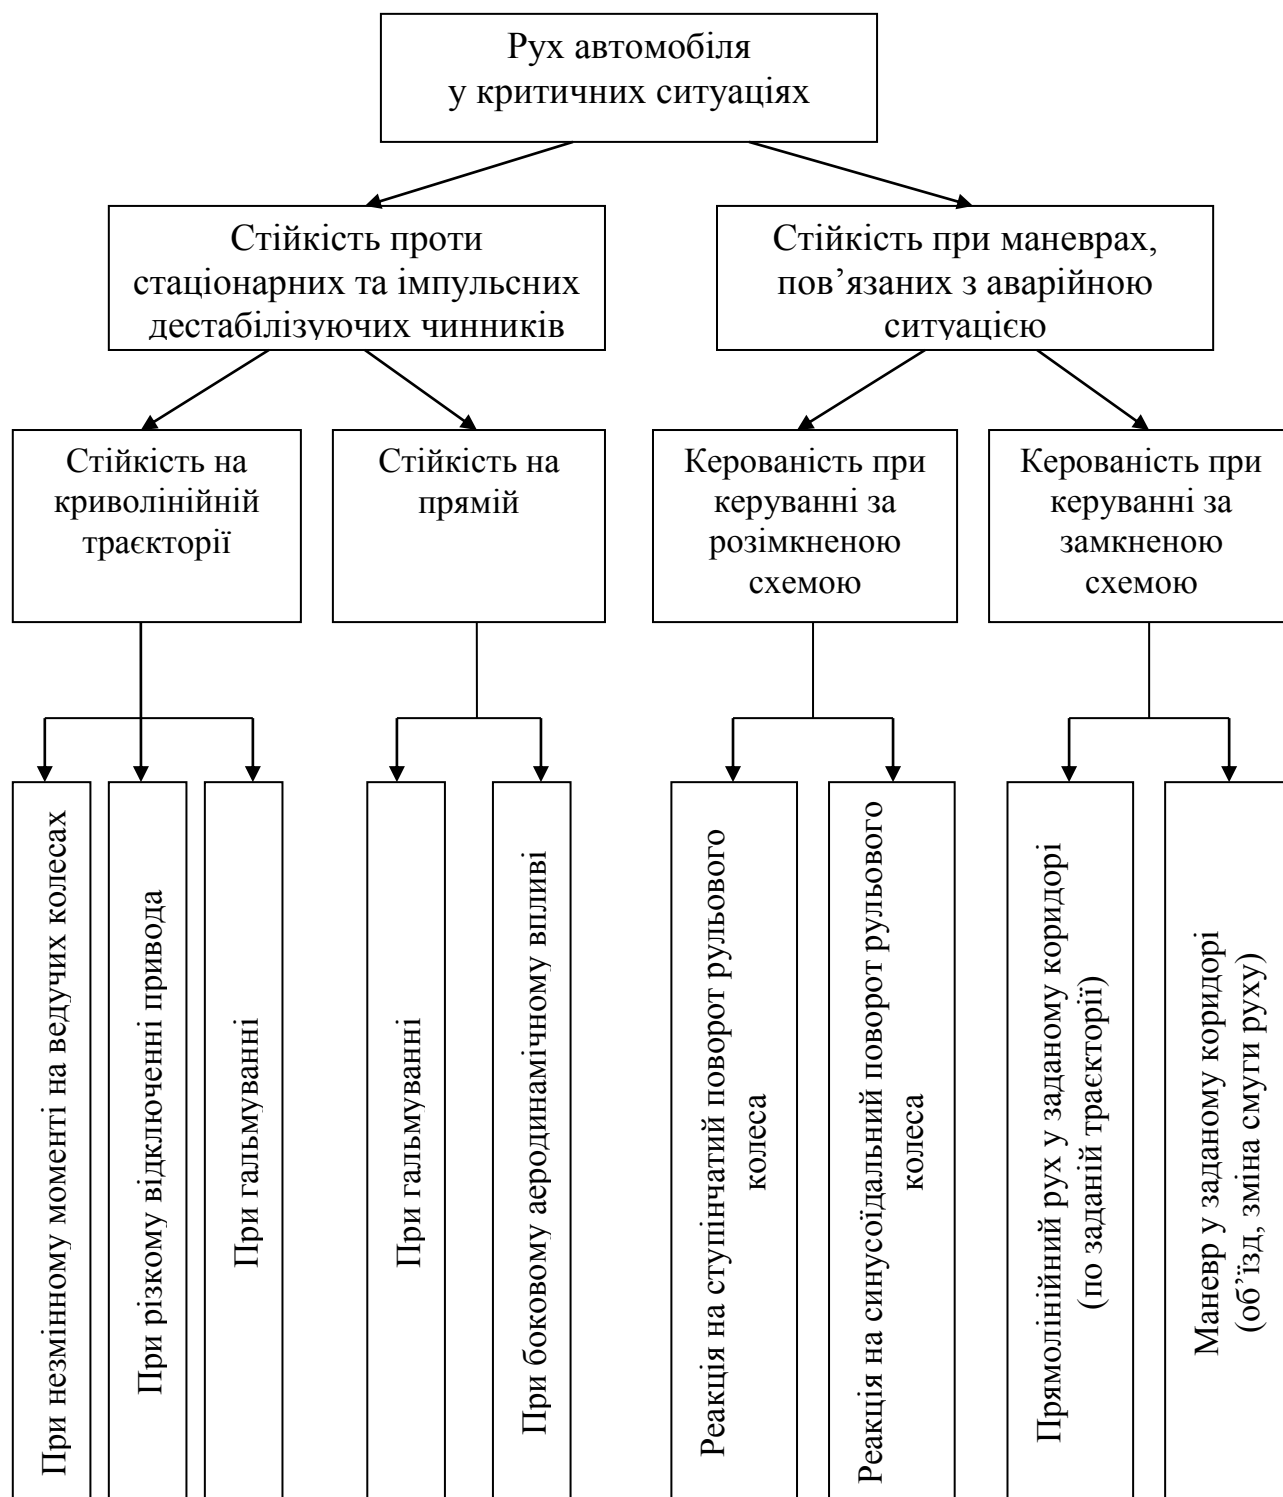 Рух автомобіля
у критичних ситуаціях
Стійкість проти
стаціонарних та імпульсних
дестабілізуючих чинників
Стійкість при маневрах,
пов’язаних з аварійною
ситуацією
Стійкість на
криволінійній
траєкторії
Стійкість на
прямій
Керованість при
керуванні за
розімкненою
схемою
Керованість при
керуванні за
замкненою
схемою
При незмінному моменті на ведучих колесах
При різкому відключенні привода
При гальмуванні
При гальмуванні
При боковому аеродинамічному впливі
Реакція на ступінчатий поворот рульового
колеса
Реакція на синусоїдальний поворот рульового
колеса
Прямолінійний рух у заданому коридорі
(по заданій траєкторії)
Маневр у заданому коридорі
(об’їзд, зміна смуги руху)